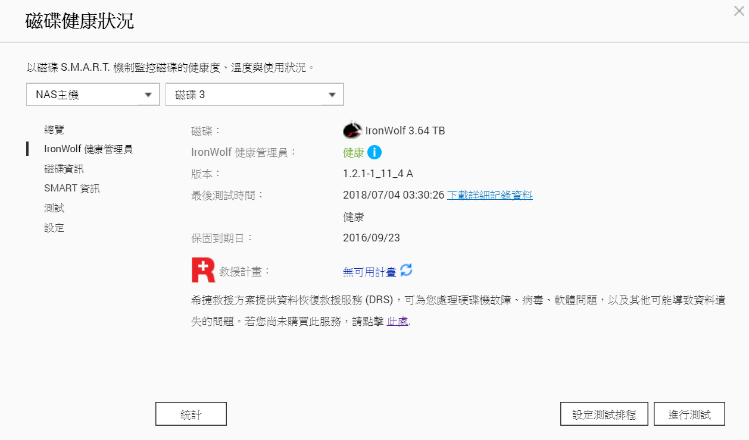 磁碟健康狀況
以磁碟 S.M.A.R.T. 機制監控磁碟的健康度、溫度與使用狀況。
NAS主機
磁碟 3
總覽
IronWolf 健康管理員
磁碟資訊
SMART 資訊
測試
設定
磁碟：
IronWolf 3.64 TB
IronWolf 健康管理員：
健康
版本：
1.2.1-1_11_4 A
最後測試時間：
2018/07/04 03:30:26 下載詳細記錄資料
健康
保固到期日：
2016/09/23
救援計畫：
無可用計畫
希捷救援方案提供資料恢復救援服務 (DRS)，可為您處理硬碟機故障、病毒、軟體問題，以及其他可能導致資料遺
失的問題。若您尚未購買此服務，請點擊 此處.
統計
設定測試排程
進行測試